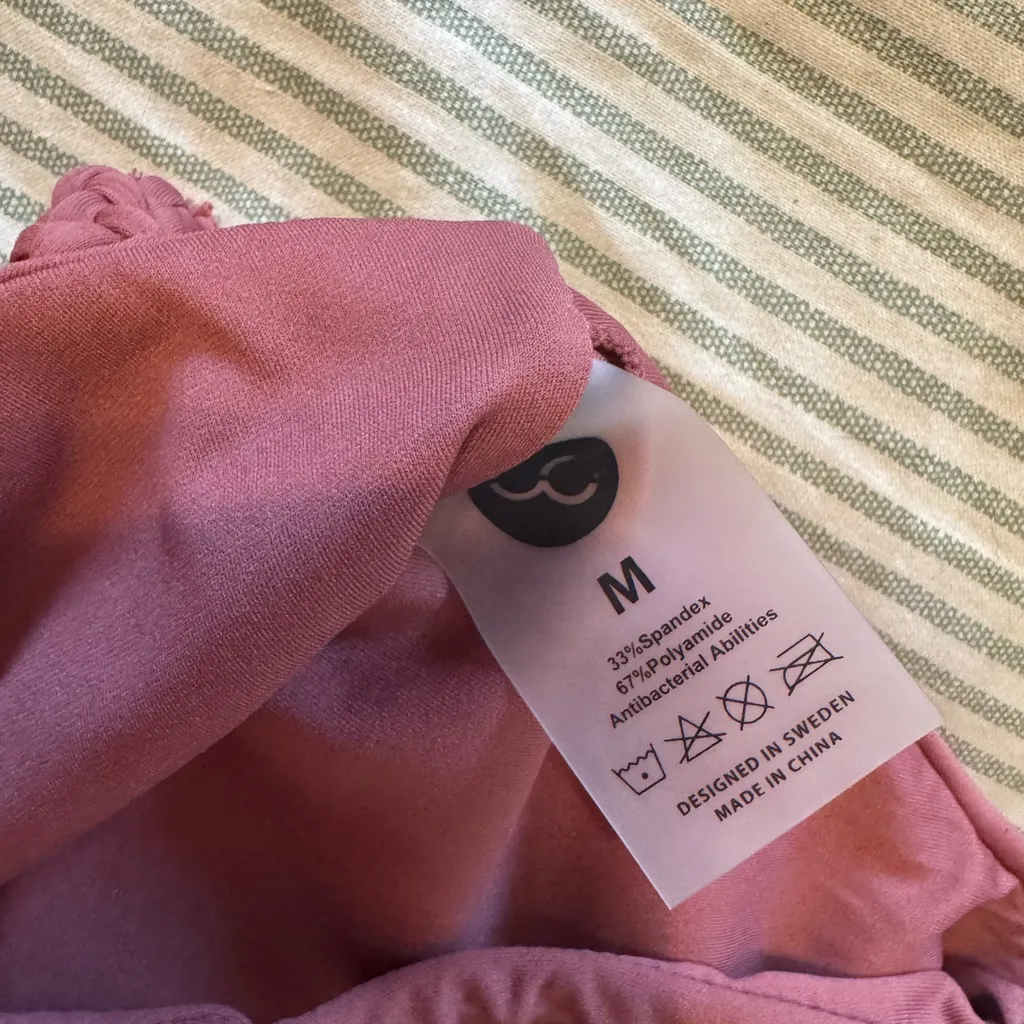 M
33%Spandex
67%Polyamide
Antibacterial Abilities
DESIGNED IN SWEDEN
MADE IN CHINA